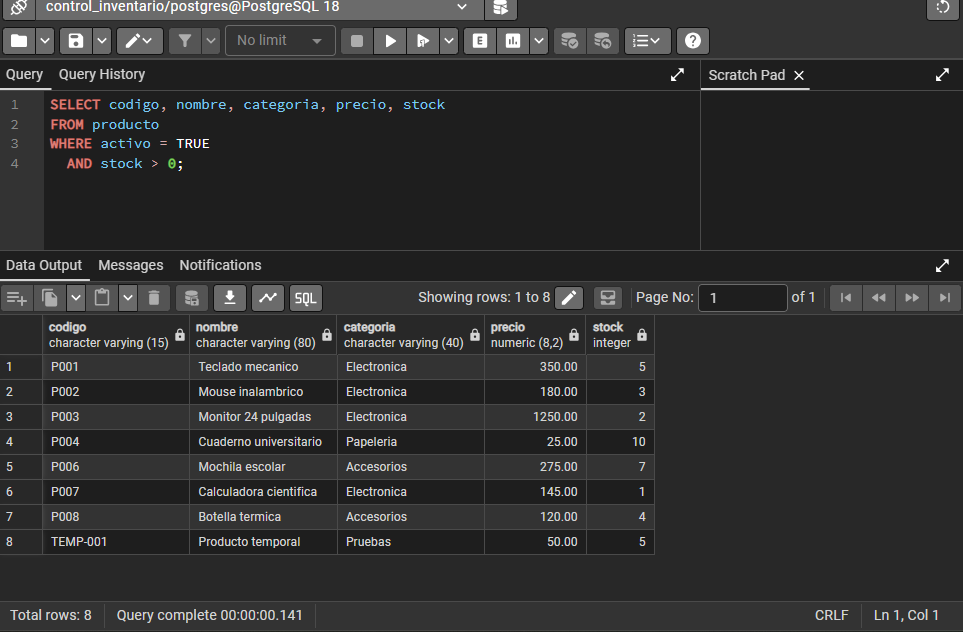 control_inventario/postgres@PostgreSQL 18
No limit
E
Query Query History
Scratch Pad
1 SELECT codigo, nombre, categoria, precio, stock
2 FROM producto
3 WHERE activo = TRUE
4 AND stock > 0;
Data Output Messages Notifications
SQL Showing rows: 1 to 8 Page No: 1 of 1
codigo nombre categoria precio stock
character varying (15) character varying (80) character varying (40) numeric (8,2) integer
1 P001 Teclado mecanico Electronica 350.00 5
2 P002 Mouse inalambrico Electronica 180.00 3
3 P003 Monitor 24 pulgadas Electronica 1250.00 2
4 P004 Cuaderno universitario Papeleria 25.00 10
5 P006 Mochila escolar Accesorios 275.00 7
6 P007 Calculadora cientifica Electronica 145.00 1
7 P008 Botella termica Accesorios 120.00 4
8 TEMP-001 Producto temporal Pruebas 50.00 5
Total rows: 8 Query complete 00:00:00.141 CRLF Ln 1, Col 1